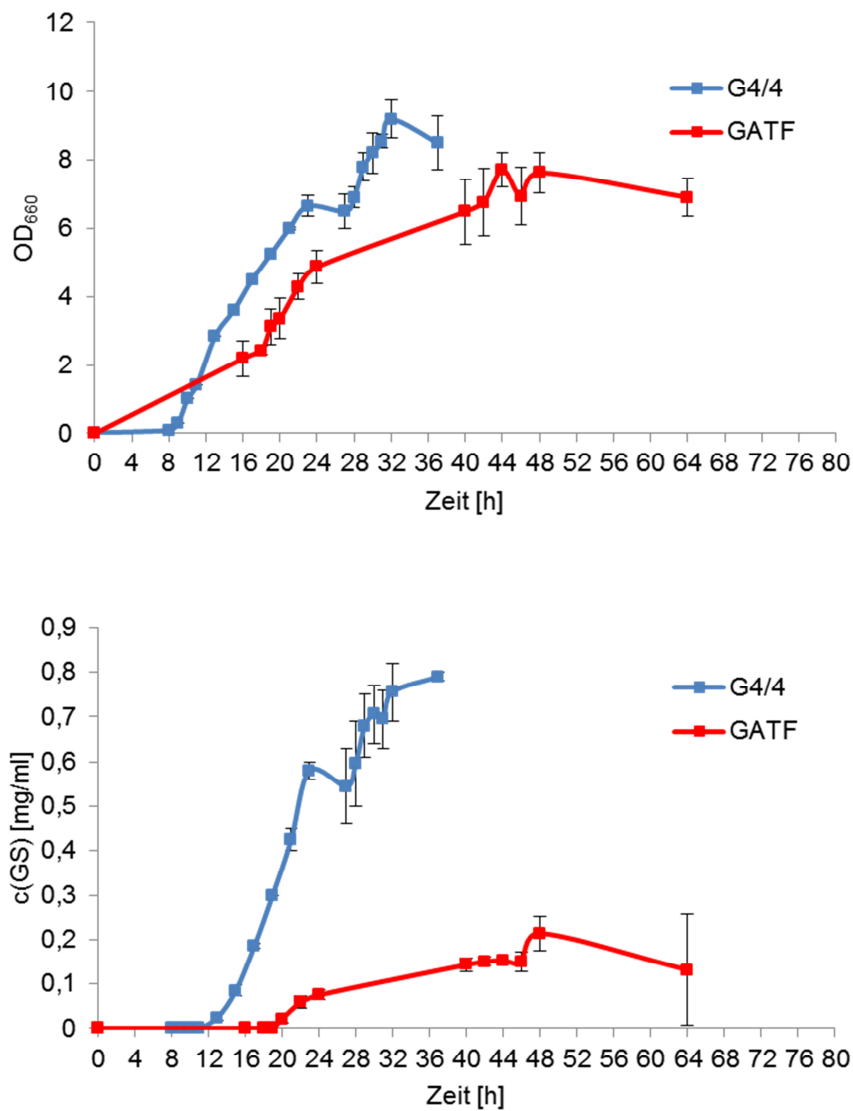 12
10
8
6
4
2
0
OD660
G4/4
GATF
0 4 8 12 16 20 24 28 32 36 40 44 48 52 56 60 64 68 72 76 80
Zeit [h]
0,9
0,8
0,7
0,6
0,5
0,4
0,3
0,2
0,1
0
c(GS) [mg/ml]
G4/4
GATF
0 4 8 12 16 20 24 28 32 36 40 44 48 52 56 60 64 68 72 76 80
Zeit [h]